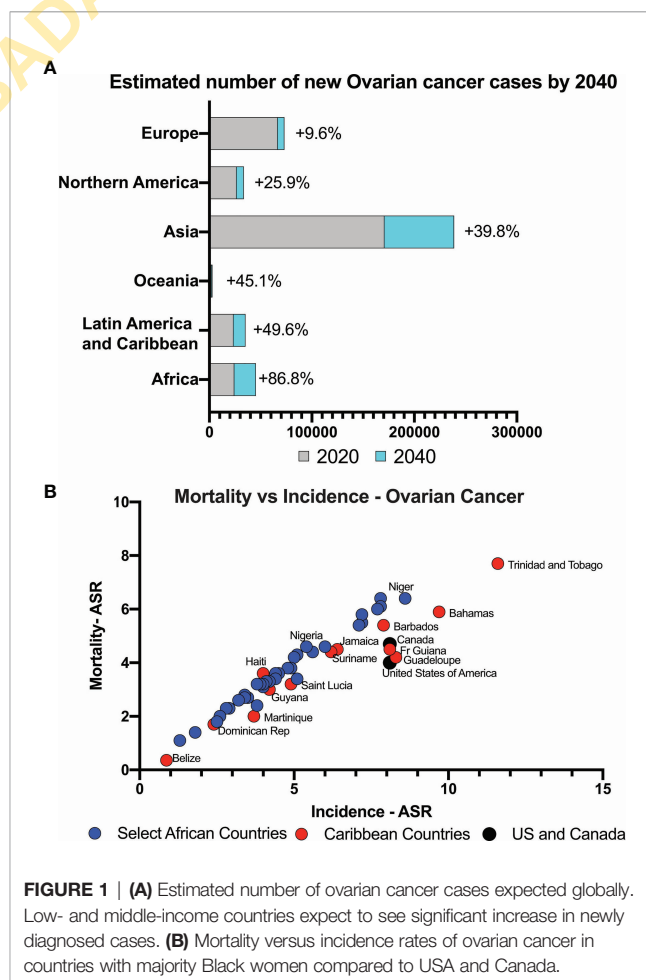 BADA
A
Estimated number of new Ovarian cancer cases by 2040
Europe
+9.6%
Northern America
+25.9%
Asia
+39.8%
Oceania
+45.1%
Latin America
and Caribbean
+49.6%
Africa
+86.8%
0 100000 200000 300000
2020 2040
B
Mortality vs Incidence - Ovarian Cancer
Mortality- ASR
10
8
6
4
2
0
Trinidad and Tobago
Niger
Bahamas
Barbados
Nigeria
Jamaica
Canada
Fr Guiana
Suriname
Guadeloupe
Haiti
United States of America
Saint Lucia
Guyana
Martinique
Dominican Rep
Belize
0 5 10 15
Incidence - ASR
Select African Countries Caribbean Countries US and Canada
FIGURE 1 | (A) Estimated number of ovarian cancer cases expected globally.
Low- and middle-income countries expect to see significant increase in newly
diagnosed cases. (B) Mortality versus incidence rates of ovarian cancer in
countries with majority Black women compared to USA and Canada.